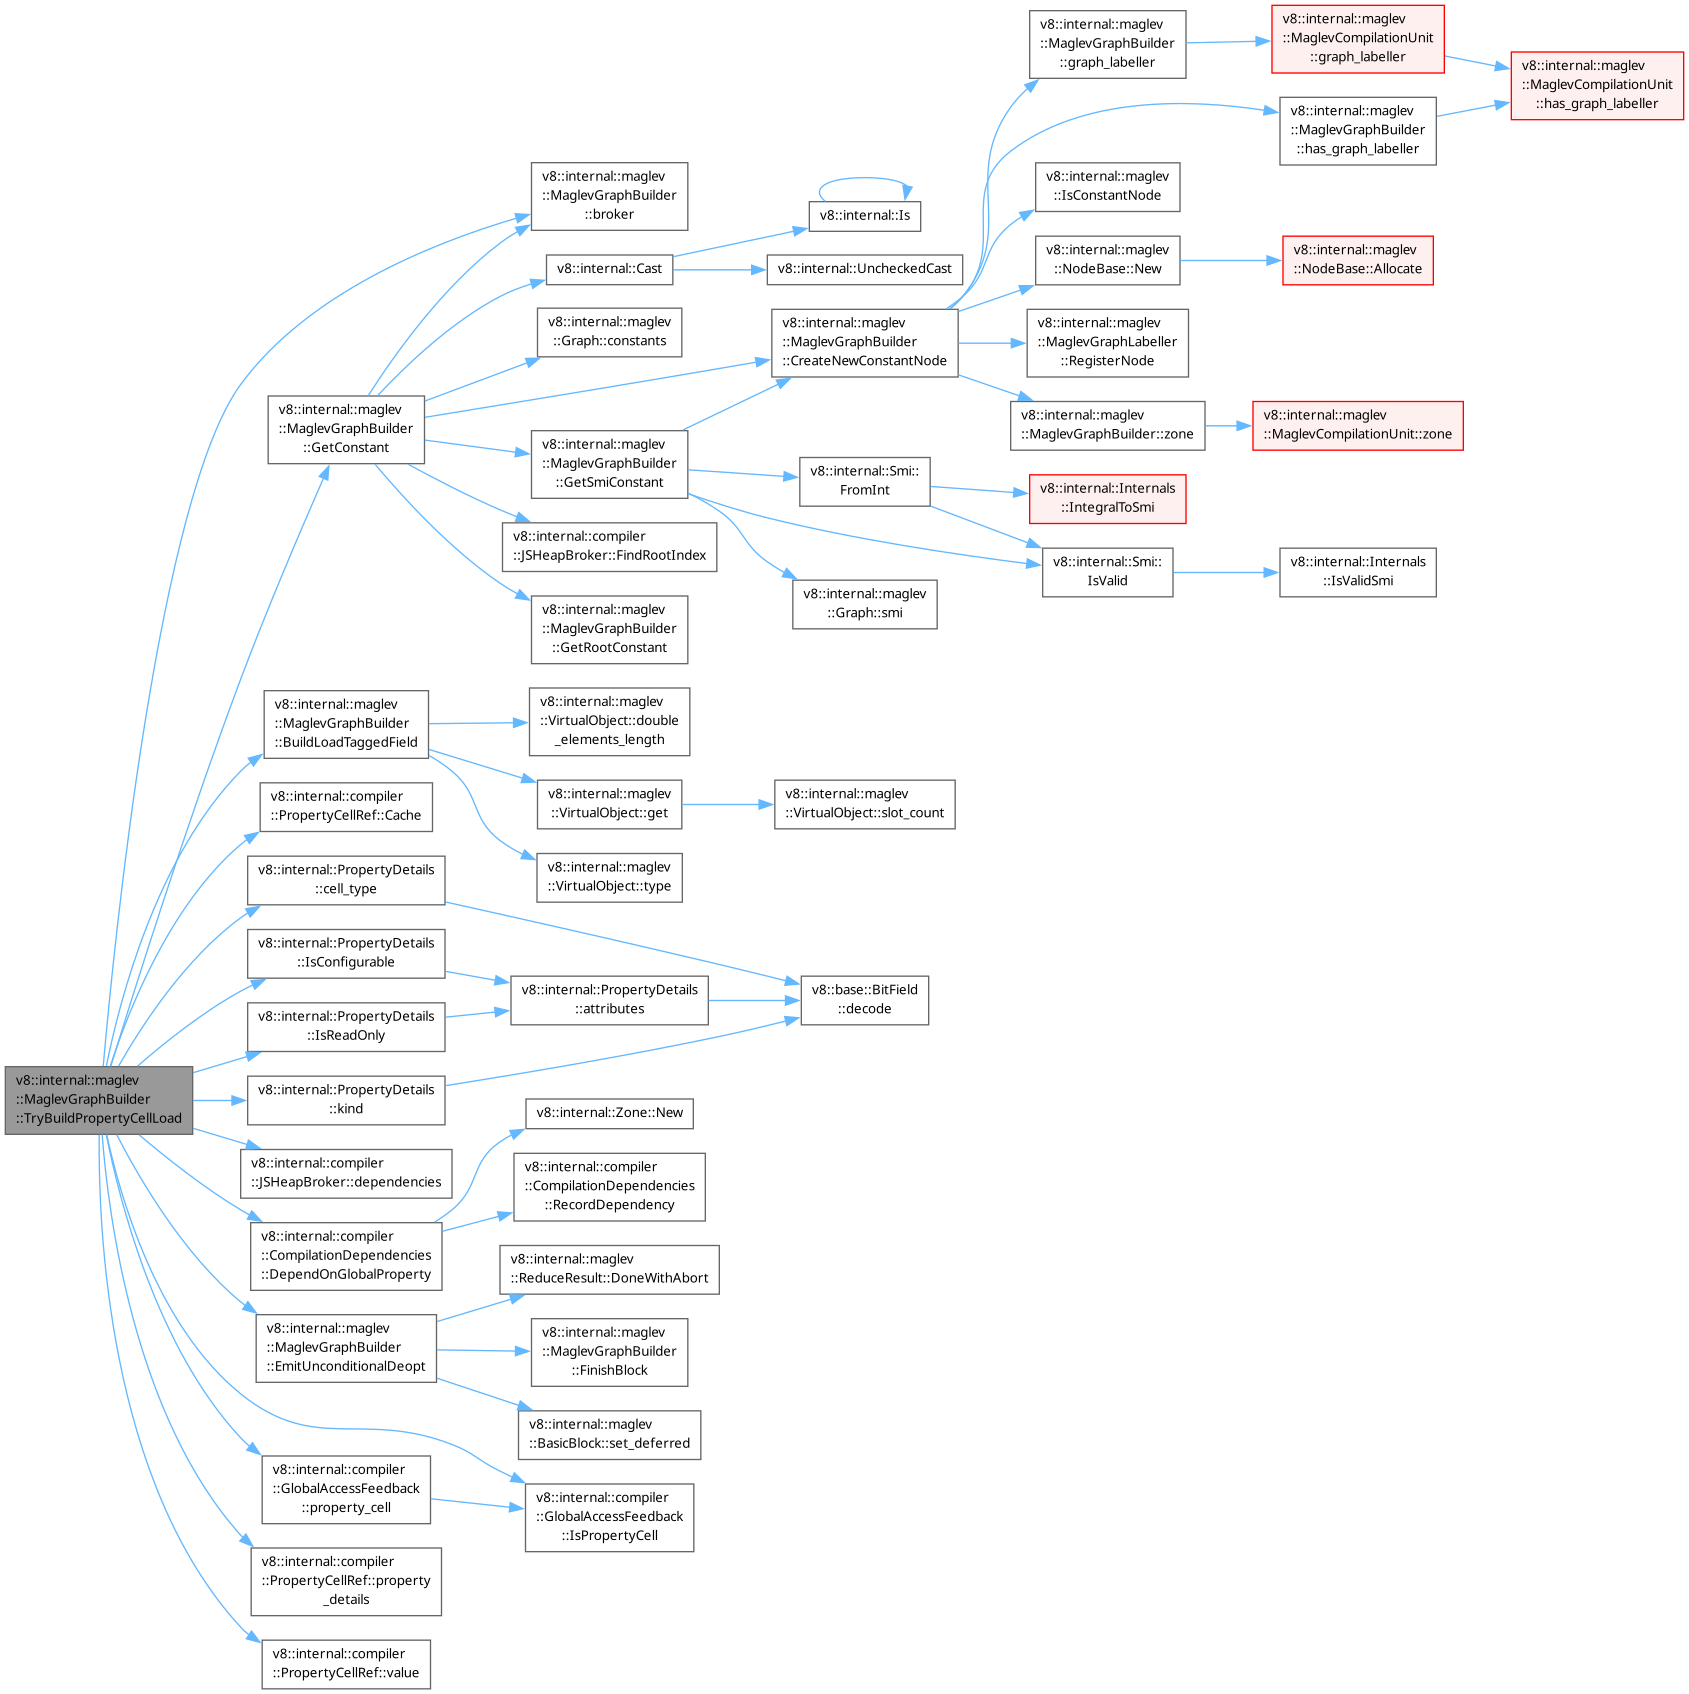 v8::internal::maglev
::MaglevGraphBuilder
::TryBuildPropertyCellLoad
v8::internal::maglev
::MaglevGraphBuilder
::broker
v8::internal::maglev
::MaglevGraphBuilder
::GetConstant
v8::internal::Cast
v8::internal::Is
v8::internal::UncheckedCast
v8::internal::maglev
::Graph::constants
v8::internal::maglev
::MaglevGraphBuilder
::CreateNewConstantNode
v8::internal::maglev
::MaglevGraphBuilder
::graph_labeller
v8::internal::maglev
::MaglevCompilationUnit
::graph_labeller
v8::internal::maglev
::MaglevCompilationUnit
::has_graph_labeller
v8::internal::maglev
::MaglevGraphBuilder
::has_graph_labeller
v8::internal::maglev
::IsConstantNode
v8::internal::maglev
::NodeBase::New
v8::internal::maglev
::NodeBase::Allocate
v8::internal::maglev
::MaglevGraphLabeller
::RegisterNode
v8::internal::maglev
::MaglevGraphBuilder::zone
v8::internal::maglev
::MaglevCompilationUnit::zone
v8::internal::maglev
::MaglevGraphBuilder
::GetSmiConstant
v8::internal::Smi::
FromInt
v8::internal::Internals
::IntegralToSmi
v8::internal::Smi::
IsValid
v8::internal::Internals
::IsValidSmi
v8::internal::maglev
::Graph::smi
v8::internal::compiler
::JSHeapBroker::FindRootIndex
v8::internal::maglev
::MaglevGraphBuilder
::GetRootConstant
v8::internal::maglev
::MaglevGraphBuilder
::BuildLoadTaggedField
v8::internal::maglev
::VirtualObject::double
_elements_length
v8::internal::maglev
::VirtualObject::get
v8::internal::maglev
::VirtualObject::slot_count
v8::internal::maglev
::VirtualObject::type
v8::internal::compiler
::PropertyCellRef::Cache
v8::internal::PropertyDetails
::cell_type
v8::internal::PropertyDetails
::IsConfigurable
v8::internal::PropertyDetails
::attributes
v8::base::BitField
::decode
v8::internal::PropertyDetails
::IsReadOnly
v8::internal::PropertyDetails
::kind
v8::internal::compiler
::JSHeapBroker::dependencies
v8::internal::compiler
::CompilationDependencies
::DependOnGlobalProperty
v8::internal::Zone::New
v8::internal::compiler
::CompilationDependencies
::RecordDependency
v8::internal::maglev
::MaglevGraphBuilder
::EmitUnconditionalDeopt
v8::internal::maglev
::ReduceResult::DoneWithAbort
v8::internal::maglev
::MaglevGraphBuilder
::FinishBlock
v8::internal::maglev
::BasicBlock::set_deferred
v8::internal::compiler
::GlobalAccessFeedback
::property_cell
v8::internal::compiler
::GlobalAccessFeedback
::IsPropertyCell
v8::internal::compiler
::PropertyCellRef::property
_details
v8::internal::compiler
::PropertyCellRef::value